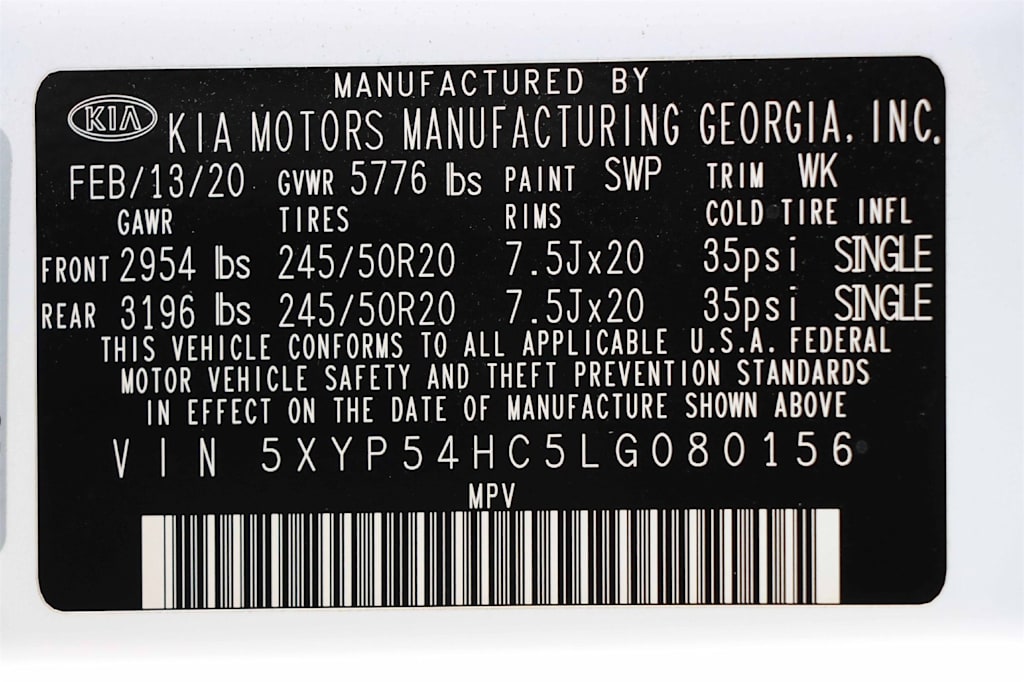 MANUFACTURED BY
KIA KIA MOTORS MANUFACTURING GEORGIA, INC.
FEB/13/20 GVWR 5776 lbs PAINT SWP TRIM WK
GAWR TIRES RIMS COLD TIRE INFL
FRONT 2954 lbs 245/50R20 7.5Jx20 35psi SINGLE
REAR 3196 lbs 245/50R20 7.5Jx20 35psi SINGLE
THIS VEHICLE CONFORMS TO ALL APPLICABLE U.S.A. FEDERAL
MOTOR VEHICLE SAFETY AND THEFT PREVENTION STANDARDS
IN EFFECT ON THE DATE OF MANUFACTURE SHOWN ABOVE
VIN 5XYP54HC5LG080156
MPV